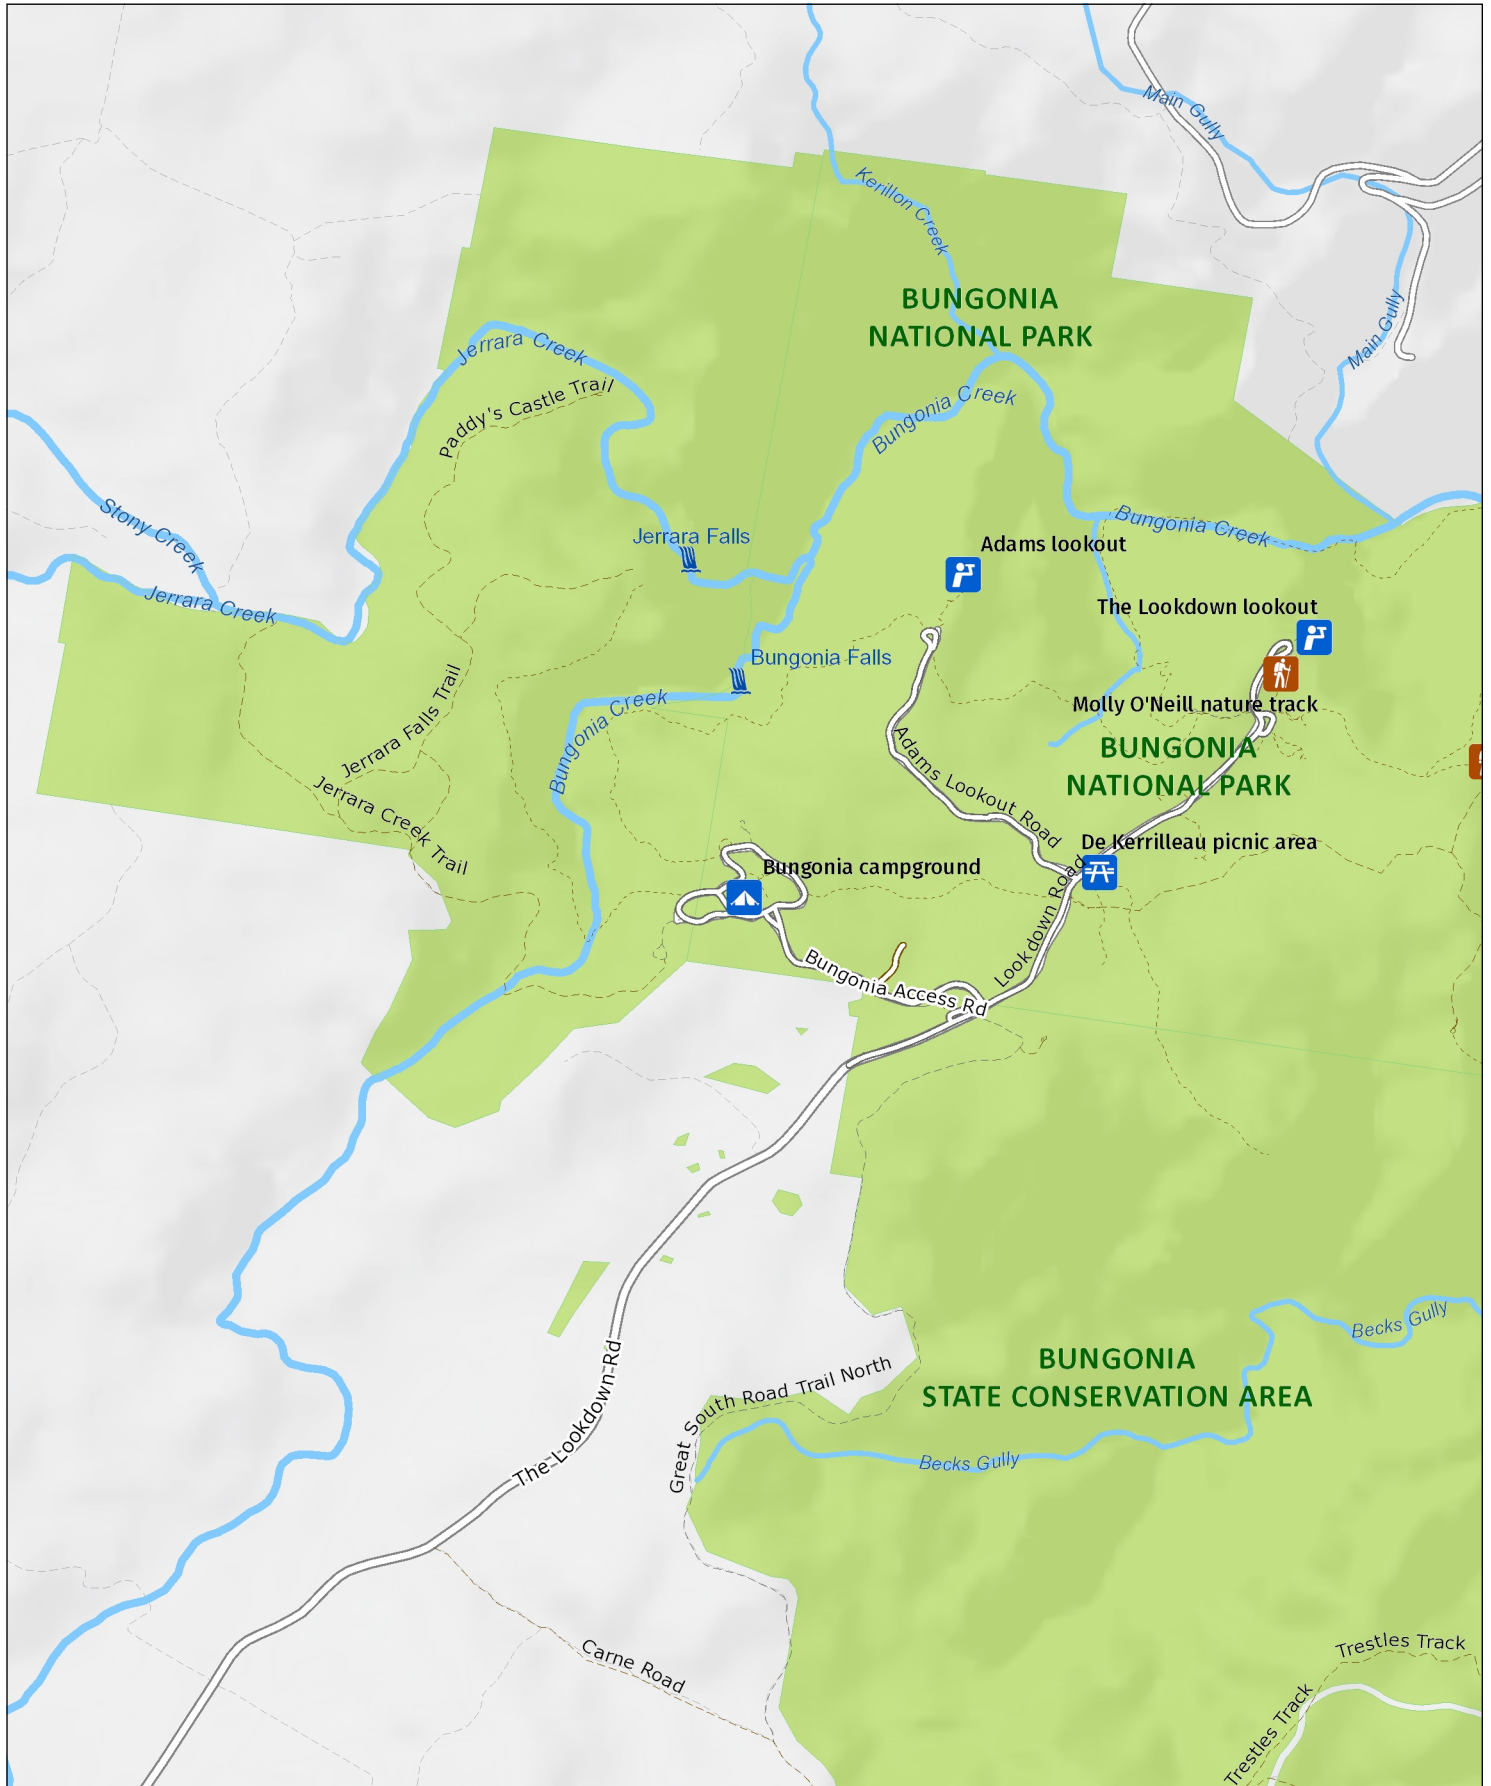 Main Gully
Kerillon Creek
BUNGONIA
NATIONAL PARK
Main Gully
Jerrara Creek
Paddy's Castle Trail
Bungonia Creek
Stony Creek
Jerrara Falls
Bungonia Creek
Adams lookout
Jerrara Creek
The Lookdown lookout
Bungonia Falls
Jerrara Falls Trail
Bungonia Creek
Molly O'Neill nature track
BUNGONIA
NATIONAL PARK
Adams Lookout Road
Jerrara Creek Trail
De Kerrilleau picnic area
Bungonia campground
Lookdown Road
Bungonia Access Rd
Becks Gully
BUNGONIA
STATE CONSERVATION AREA
Great South Road Trail North
The Lookdown Rd
Becks Gully
Carne Road
Trestles Track
Trestles Track